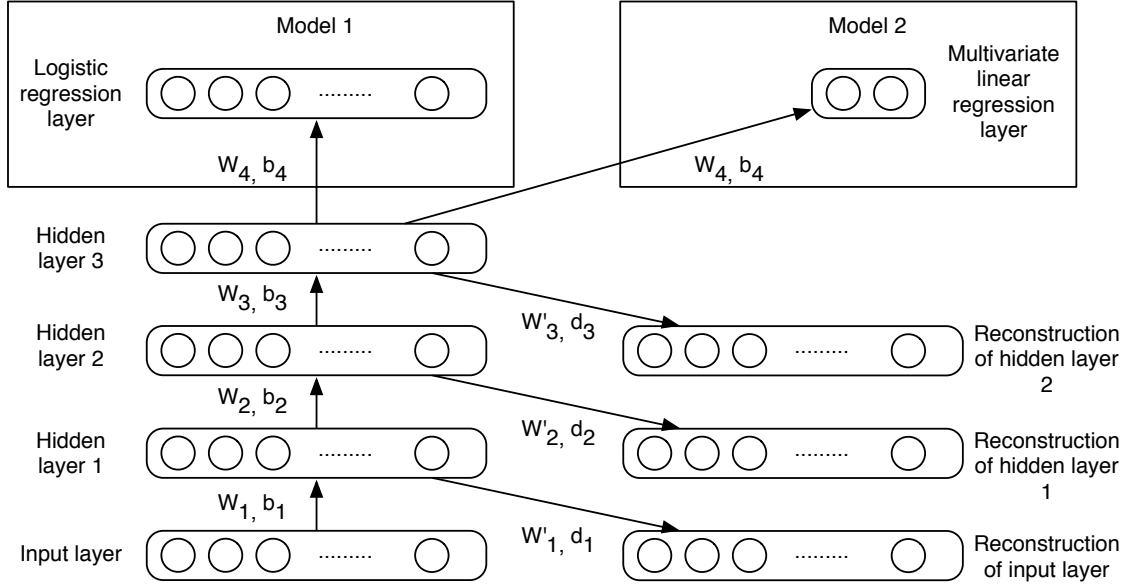 Model 1
Model 2
Logistic
regression
layer
.........
Multivariate
linear
regression
layer
W4, b4
W4, b4
Hidden
layer 3
.........
W3, b3
W'3, d3
Hidden
layer 2
.........
.........
Reconstruction
of hidden layer
2
W2, b2
W'2, d2
Hidden
layer 1
.........
.........
Reconstruction
of hidden layer
1
W1, b1
W'1, d1
Input layer
.........
.........
Reconstruction
of input layer